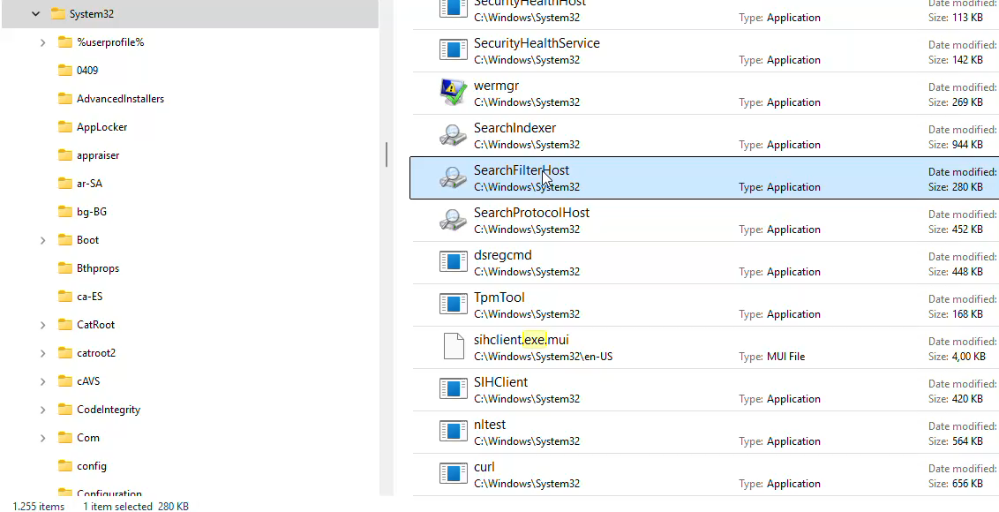 System32
%userprofile%
0409
AdvancedInstallers
AppLocker
appraiser
ar-SA
bg-BG
Boot
Bthprops
ca-ES
CatRoot
catroot2
cAVS
CodeIntegrity
Com
config
Configuration
SecurityHealthHost
Date modified:
C:\Windows\System32
Type: Application
Size: 113 KB
SecurityHealthService
Date modified:
C:\Windows\System32
Type: Application
Size: 142 KB
wermgr
Date modified:
C:\Windows\System32
Type: Application
Size: 269 KB
SearchIndexer
Date modified:
C:\Windows\System32
Type: Application
Size: 944 KB
SearchFilterHost
Date modified:
C:\Windows\System32
Type: Application
Size: 280 KB
SearchProtocolHost
Date modified:
C:\Windows\System32
Type: Application
Size: 452 KB
dsregcmd
Date modified:
C:\Windows\System32
Type: Application
Size: 448 KB
TpmTool
Date modified:
C:\Windows\System32
Type: Application
Size: 168 KB
sihclient.exe.mui
Date modified:
C:\Windows\System32\en-US
Type: MUI File
Size: 4,00 KB
SIHClient
Date modified:
C:\Windows\System32
Type: Application
Size: 420 KB
nltest
Date modified:
C:\Windows\System32
Type: Application
Size: 564 KB
curl
Date modified:
C:\Windows\System32
Type: Application
Size: 656 KB
1.255 items 1 item selected 280 KB